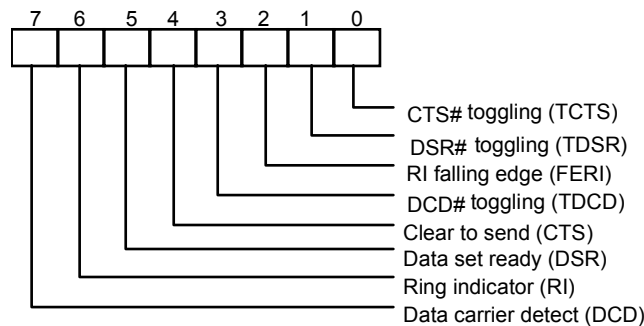 7 6 5 4 3 2 1 0
CTS# toggling (TCTS)
DSR# toggling (TDSR)
RI falling edge (FERI)
DCD# toggling (TDCD)
Clear to send (CTS)
Data set ready (DSR)
Ring indicator (RI)
Data carrier detect (DCD)